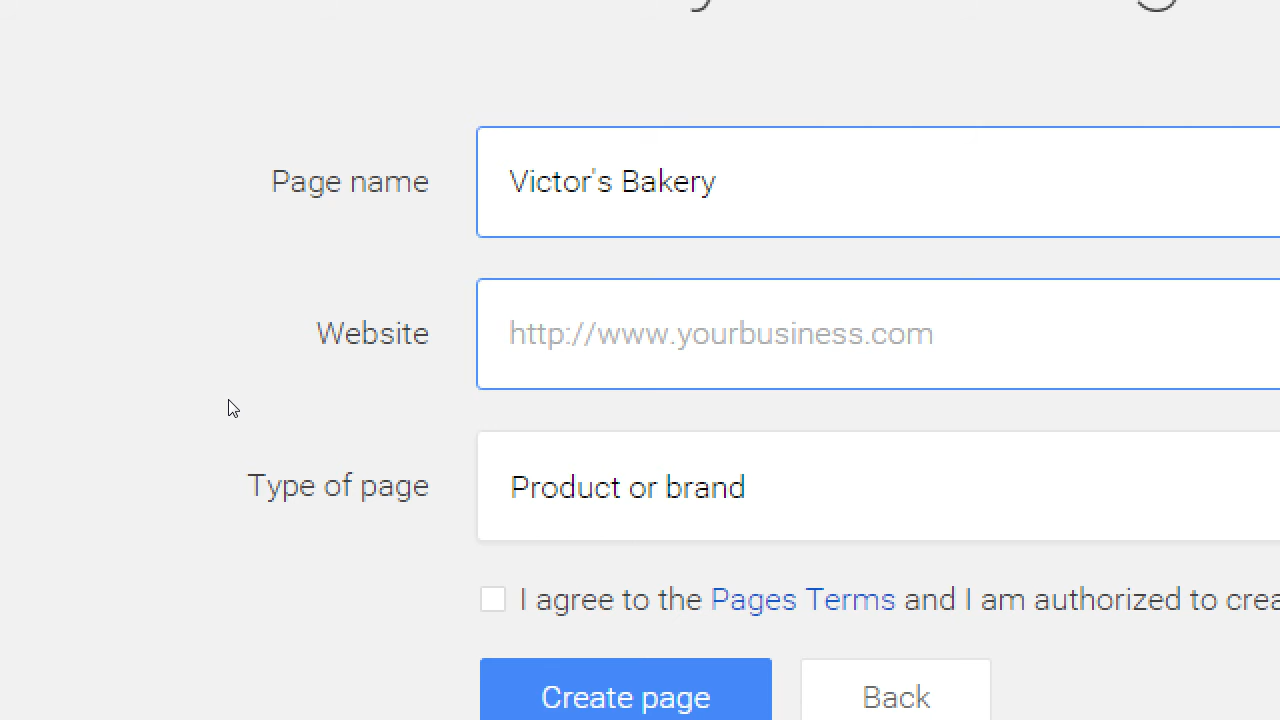 Page name
Victor's Bakery
Website
http://www.yourbusiness.com
Type of page
Product or brand
I agree to the Pages Terms and I am authorized to
Create page
Back